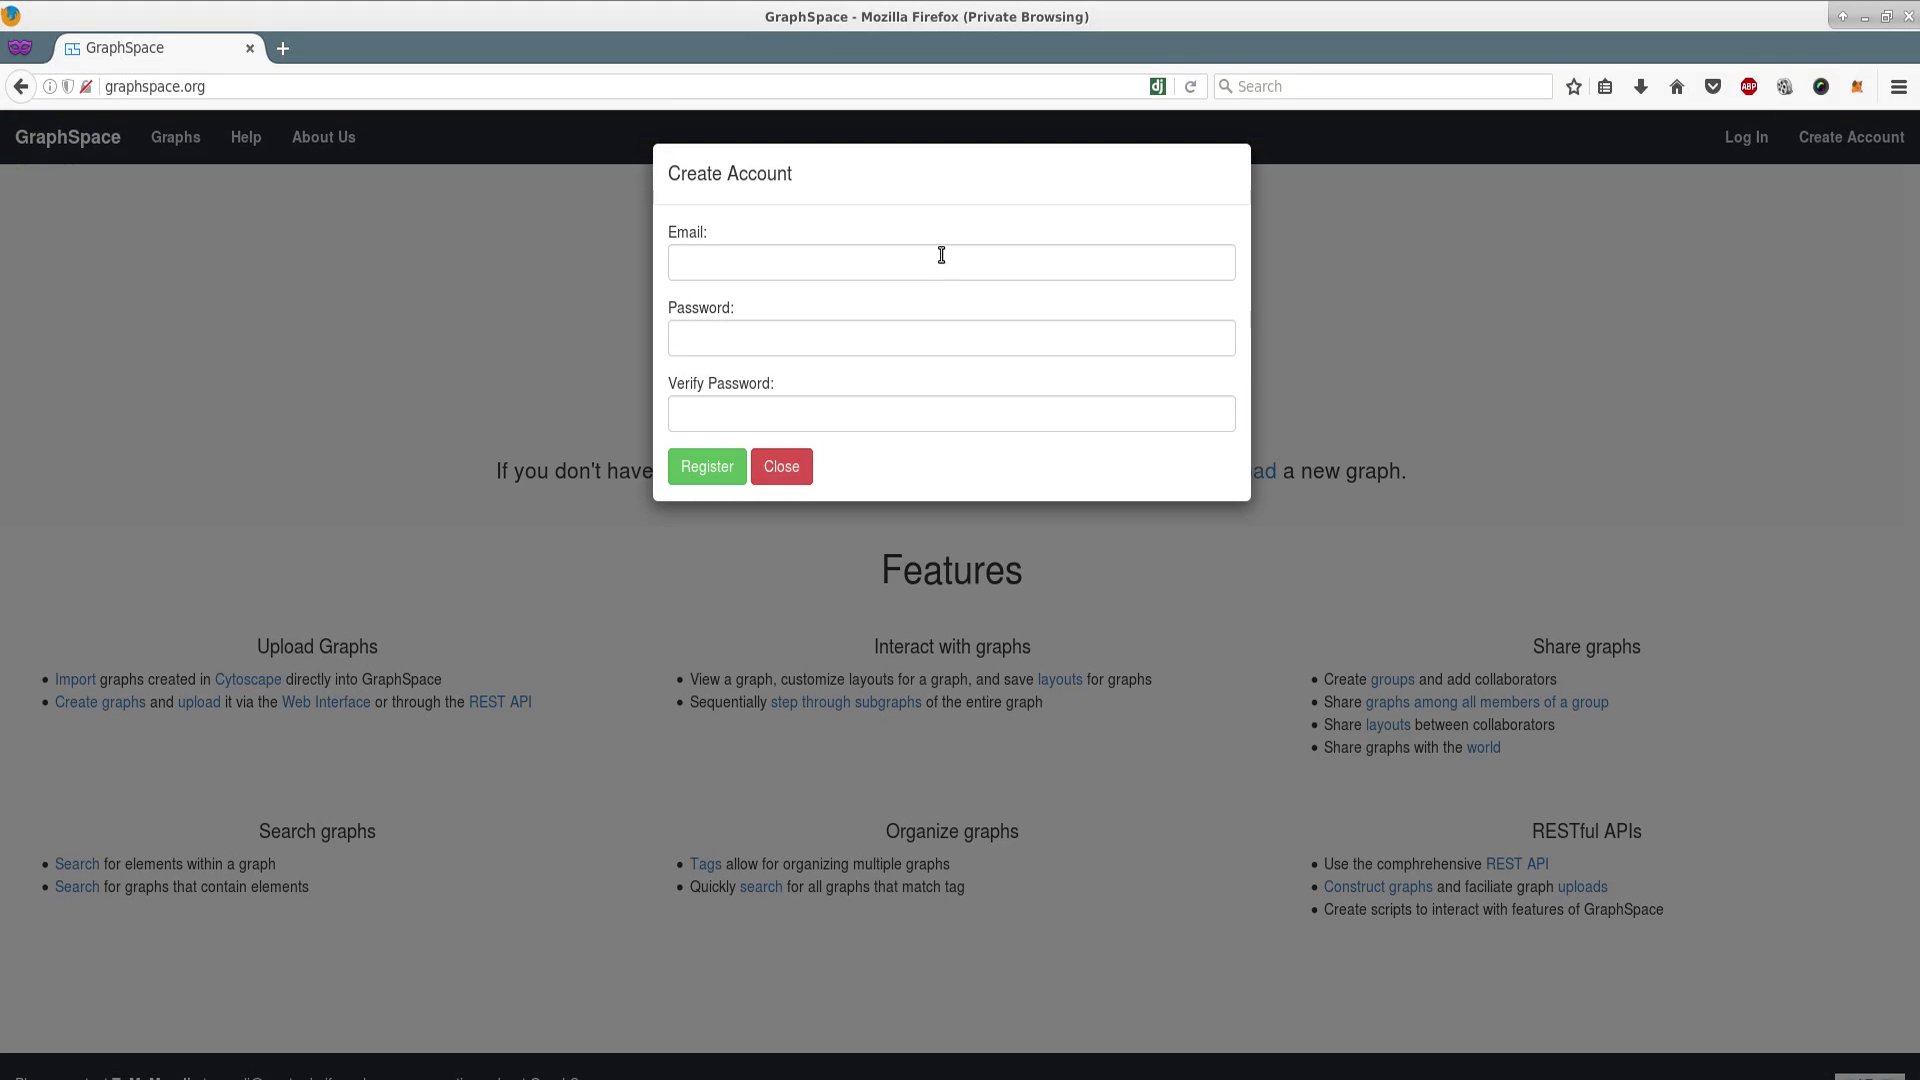 GraphSpace - Mozilla Firefox (Private Browsing)
GraphSpace
graphspace.org
dj
Search
ABP
GraphSpace Graphs Help About Us Log In Create Account
Create Account
Email:
Password:
Verify Password:
Register Close
If you don't have
ad a new graph.
Features
Upload Graphs
Import graphs created in Cytoscape directly into GraphSpace
Create graphs and upload it via the Web Interface or through the REST API
Interact with graphs
View a graph, customize layouts for a graph, and save layouts for graphs
Sequentially step through subgraphs of the entire graph
Share graphs
Create groups and add collaborators
Share graphs among all members of a group
Share layouts between collaborators
Share graphs with the world
Search graphs
Search for elements within a graph
Search for graphs that contain elements
Organize graphs
Tags allow for organizing multiple graphs
Quickly search for all graphs that match tag
RESTful APIs
Use the comphrehensive REST API
Construct graphs and faciliate graph uploads
Create scripts to interact with features of GraphSpace